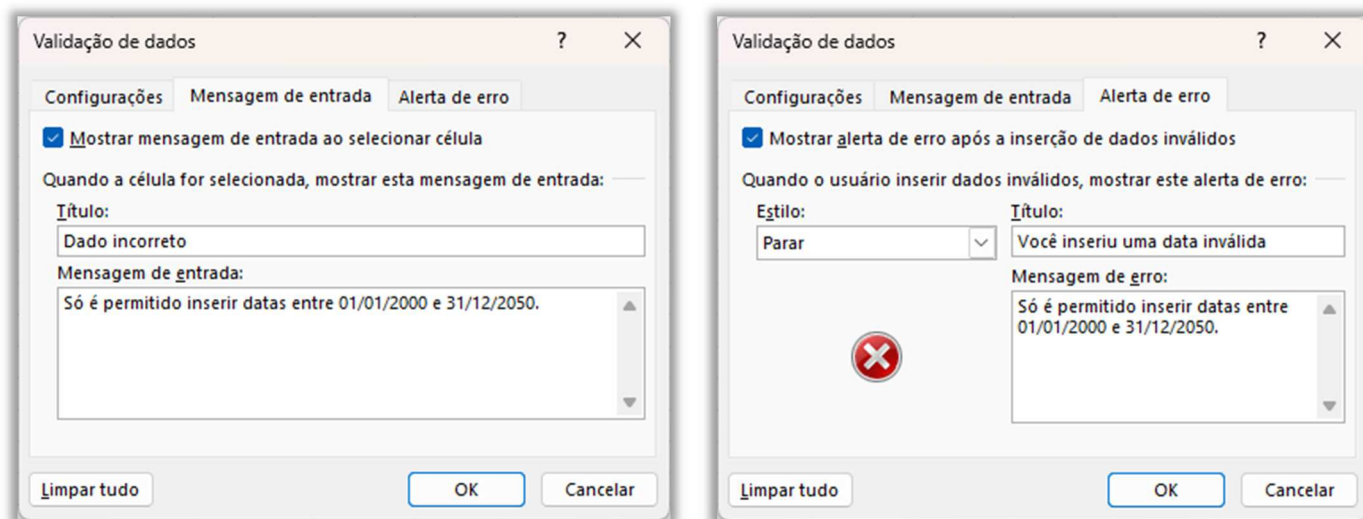 Validação de dados
?
Configurações
Mensagem de entrada
Alerta de erro
Mostrar mensagem de entrada ao selecionar célula
Quando a célula for selecionada, mostrar esta mensagem de entrada:
Título:
Dado incorreto
Mensagem de entrada:
Só é permitido inserir datas entre 01/01/2000 e 31/12/2050.
Limpar tudo
OK
Cancelar
Validação de dados
?
Configurações
Mensagem de entrada
Alerta de erro
Mostrar alerta de erro após a inserção de dados inválidos
Quando o usuário inserir dados inválidos, mostrar este alerta de erro:
Estilo:
Parar
Título:
Você inseriu uma data inválida
Mensagem de erro:
Só é permitido inserir datas entre
01/01/2000 e 31/12/2050.
Limpar tudo
OK
Cancelar